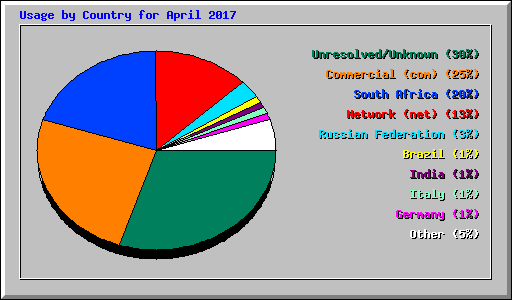 Usage by Country for April 2017
Unresolved/Unknown (30%)
Commercial (com) (25%)
South Africa (20%)
Network (net) (13%)
Russian Federation (3%)
Brazil (1%)
India (1%)
Italy (1%)
Germany (1%)
Other (5%)